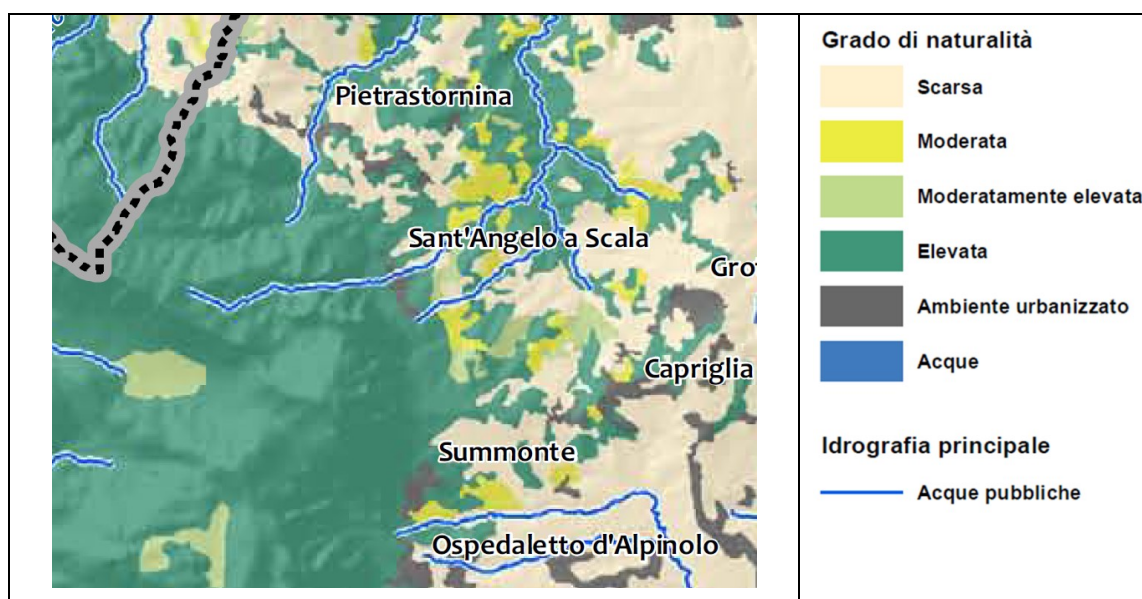 Pietrastornina
Sant'Angelo a Scala
Gro
Capriglia
Summonte
Ospedaletto d'Alpinolo
Grado di naturalità
Scarsa
Moderata
Moderatamente elevata
Elevata
Ambiente urbanizzato
Acque
Idrografia principale
Acque pubbliche